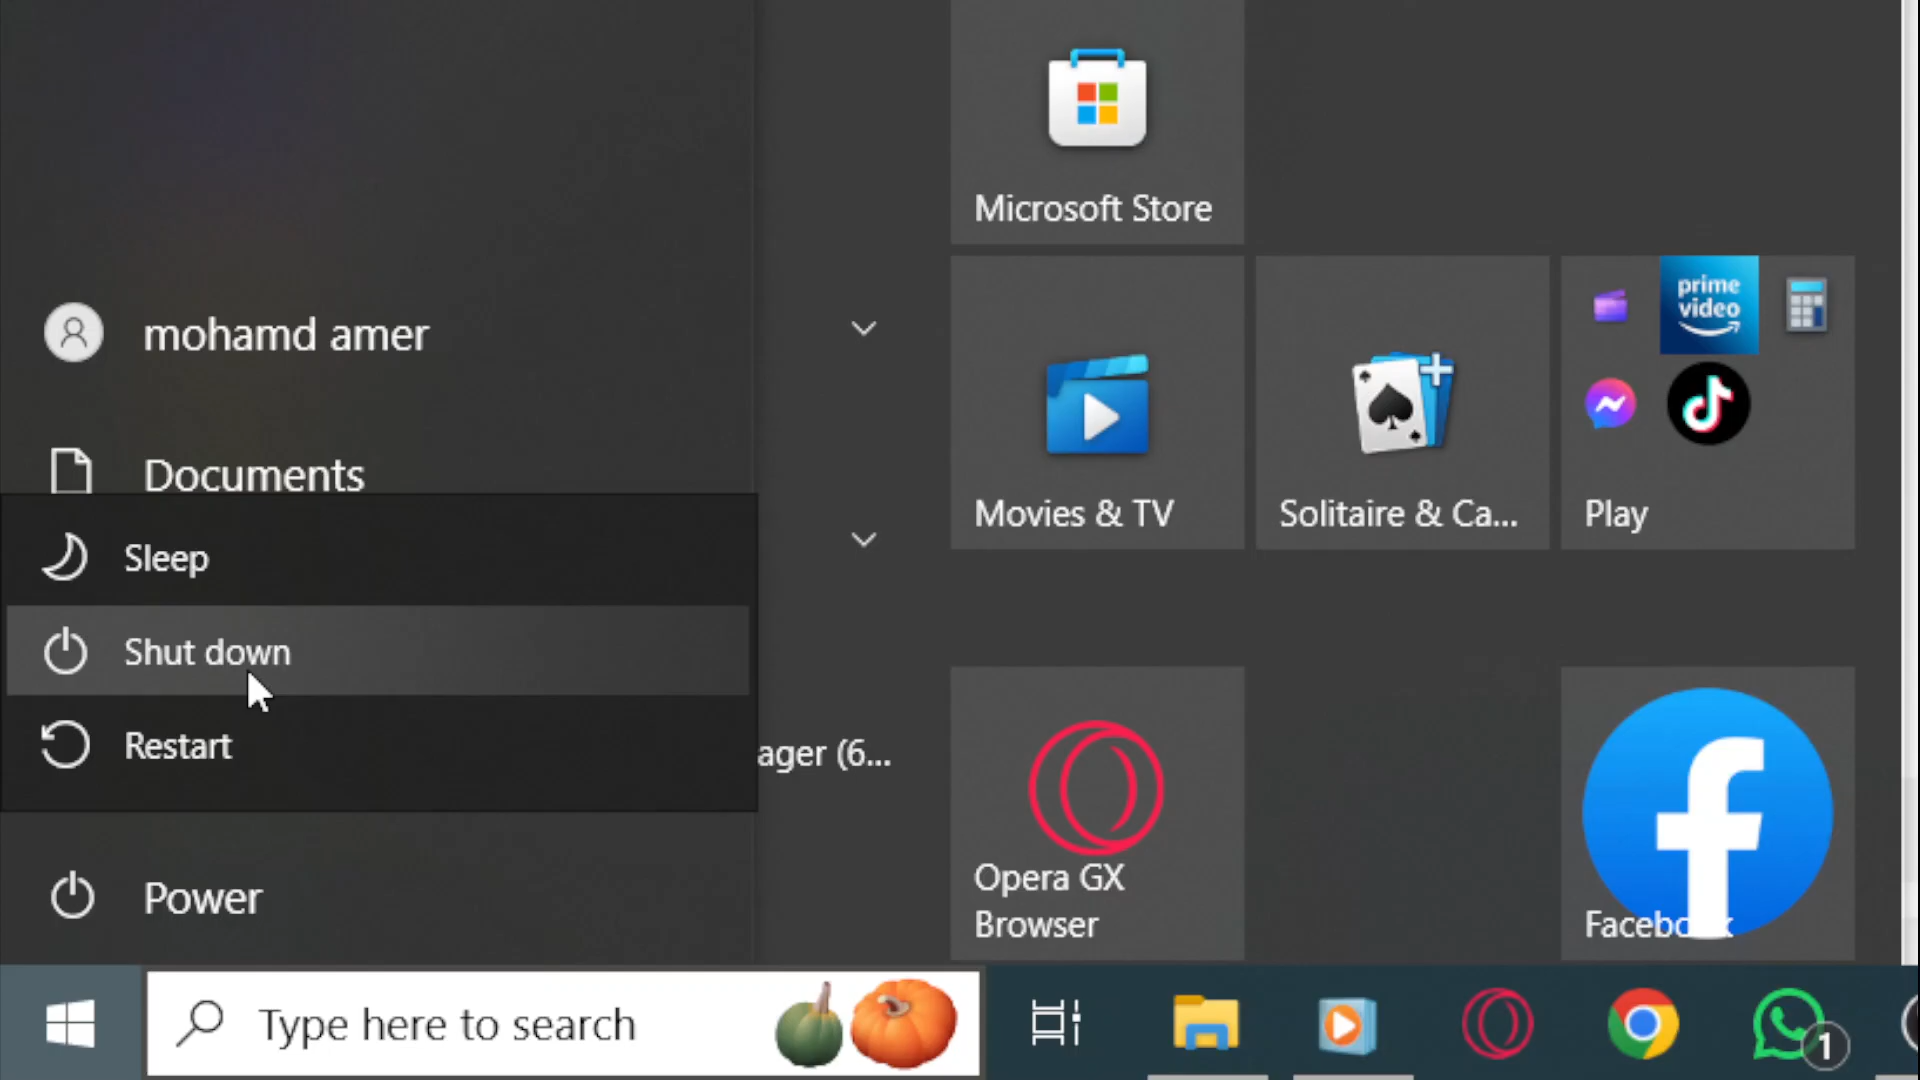 Microsoft Store
mohamd amer
prime
video
Documents
Movies & TV
Solitaire & Ca...
Play
Sleep
Shut down
Restart
ager (6...
Opera GX
Browser
Power
Type here to search
1